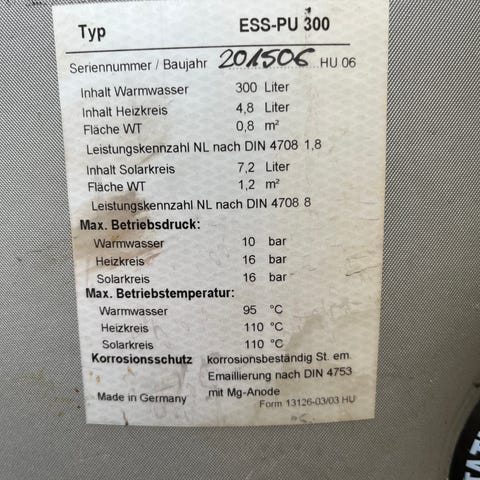 Typ ESS-PU 300
Seriennummer / Baujahr 201506 HU 06
Inhalt Warmwasser 300 Liter
Inhalt Heizkreis 4,8 Liter
Fläche WT 0,8 m²
Leistungskennzahl NL nach DIN 4708 1,8
Inhalt Solarkreis 7,2 Liter
Fläche WT 1,2 m²
Leistungskennzahl NL nach DIN 4708 8
Max. Betriebsdruck:
Warmwasser 10 bar
Heizkreis 16 bar
Solarkreis 16 bar
Max. Betriebstemperatur:
Warmwasser 95 °C
Heizkreis 110 °C
Solarkreis 110 °C
Korrosionsschutz korrosionsbeständig St. em.
Emaillierung nach DIN 4753
Made in Germany mit Mg-Anode
Form 13126-03/03 HU